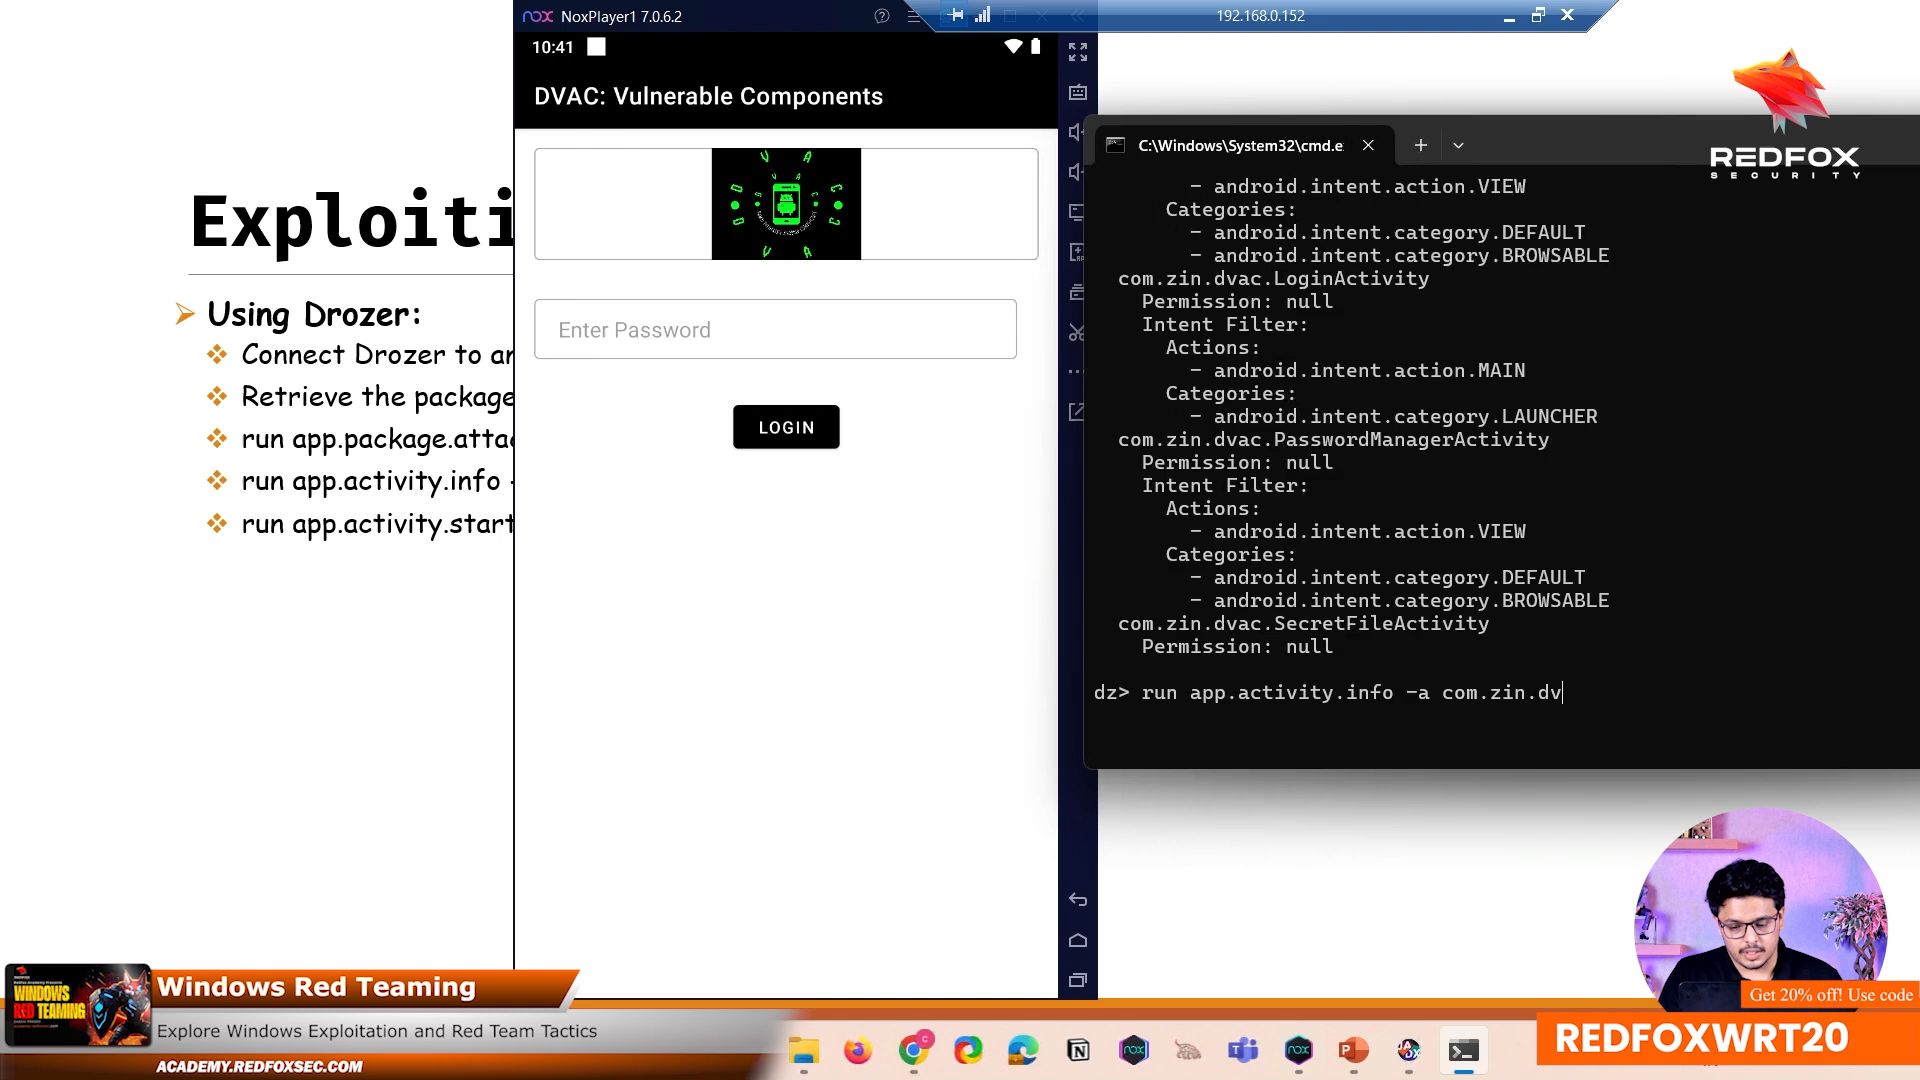 nox NoxPlayer1 7.0.6.2
192.168.0.152
10:41
DVAC: Vulnerable Components
Exploiti
Using Drozer:
Connect Drozer to an
Retrieve the package
run app.package.attac
run app.activity.info -
run app.activity.start
Enter Password
LOGIN
C:\Windows\System32\cmd.e
REDFOX
SECURITY
- android.intent.action.VIEW
Categories:
- android.intent.category.DEFAULT
- android.intent.category.BROWSABLE
com.zin.dvac.LoginActivity
Permission: null
Intent Filter:
Actions:
- android.intent.action.MAIN
Categories:
- android.intent.category.LAUNCHER
com.zin.dvac.PasswordManagerActivity
Permission: null
Intent Filter:
Actions:
- android.intent.action.VIEW
Categories:
- android.intent.category.DEFAULT
- android.intent.category.BROWSABLE
com.zin.dvac.SecretFileActivity
Permission: null
dz> run app.activity.info -a com.zin.dv
WINDOWS
RED TEAMING
Windows Red Teaming
Explore Windows Exploitation and Red Team Tactics
ACADEMY.REDFOXSEC.COM
Get 20% off! Use code
REDFOXWRT20